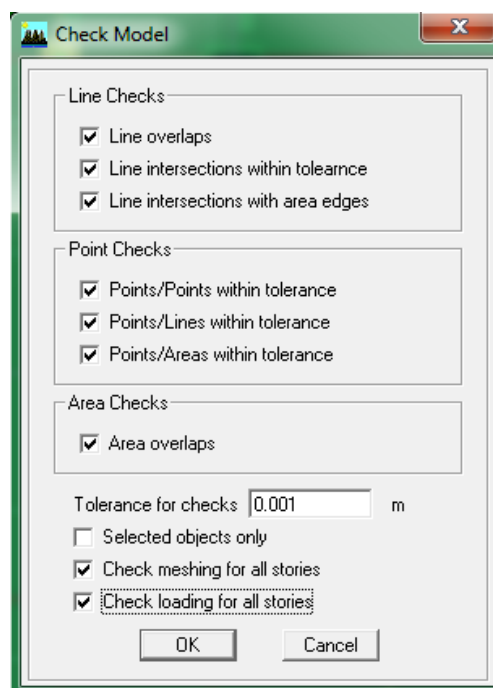 Check Model
Line Checks
Line overlaps
Line intersections within tolearnce
Line intersections with area edges
Point Checks
Points/Points within tolerance
Points/Lines within tolerance
Points/Areas within tolerance
Area Checks
Area overlaps
Tolerance for checks 0.001 m
Selected objects only
Check meshing for all stories
Check loading for all stories
OK Cancel